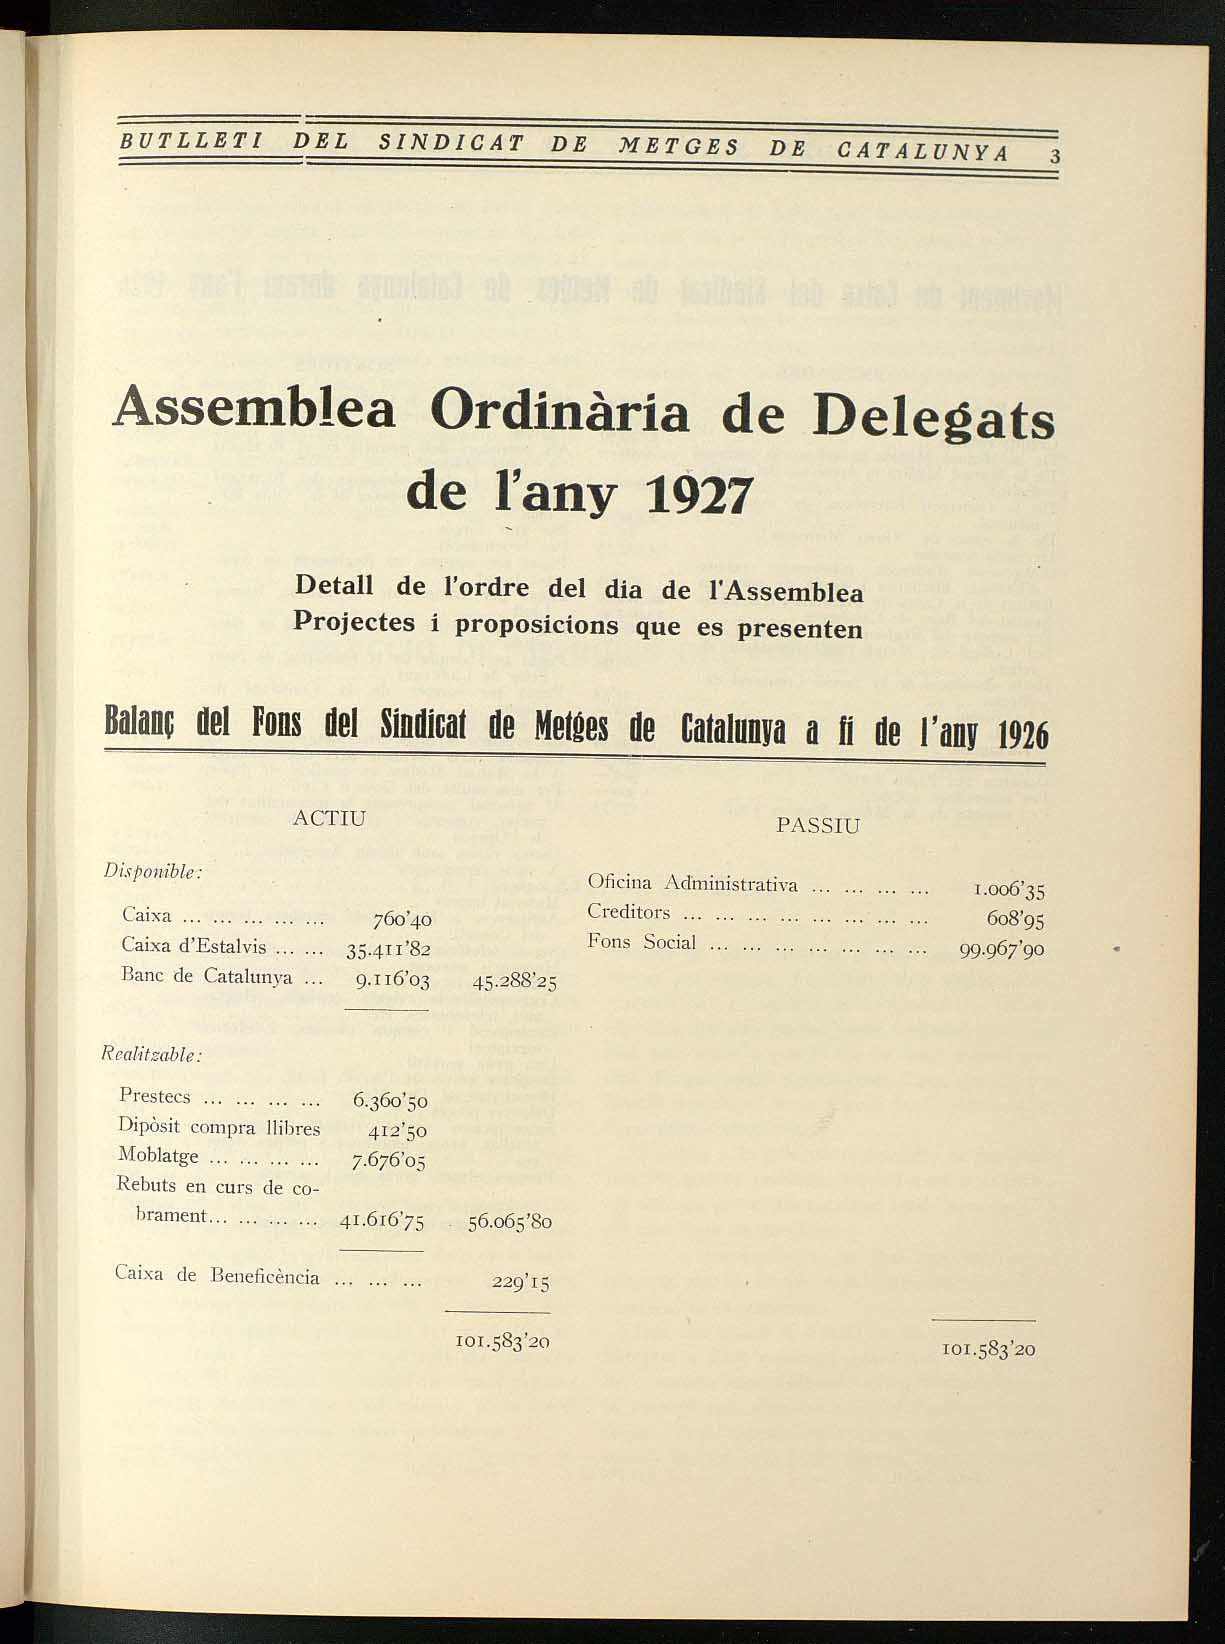 BUTLLETI DEL SINDICAT DE METGES DE CATALUNYA 3
Assemblea Ordinària de Delegats
de l'any 1927
Detall de l'ordre del dia de l'Assemblea
Projectes i proposicions que es presenten
Balanç del Fons del Sindicat de Metges de Catalunya a fi de l'any 1926
ACTIU
Disponible:
Caixa ... ... ... ... ... 760'40
Caixa d'Estalvis ... ... 35.411'82
Banc de Catalunya ... 9.116'03 45.288'25
Realitzable:
Prestecs ... ... ... ... 6.360'50
Dipòsit compra llibres 412'50
Moblatge ... ... ... ... 7.676'05
Rebuts en curs de co-
brament... ... ... ... 41.616'75 56.065'80
Caixa de Beneficència ... ... ... 229'15
101.583'20
PASSIU
Oficina Administrativa ... ... ... ... 1.006'35
Creditors ... ... ... ... ... ... ... ... 608'95
Fons Social ... ... ... ... ... ... ... 99.967'90
101.583'20